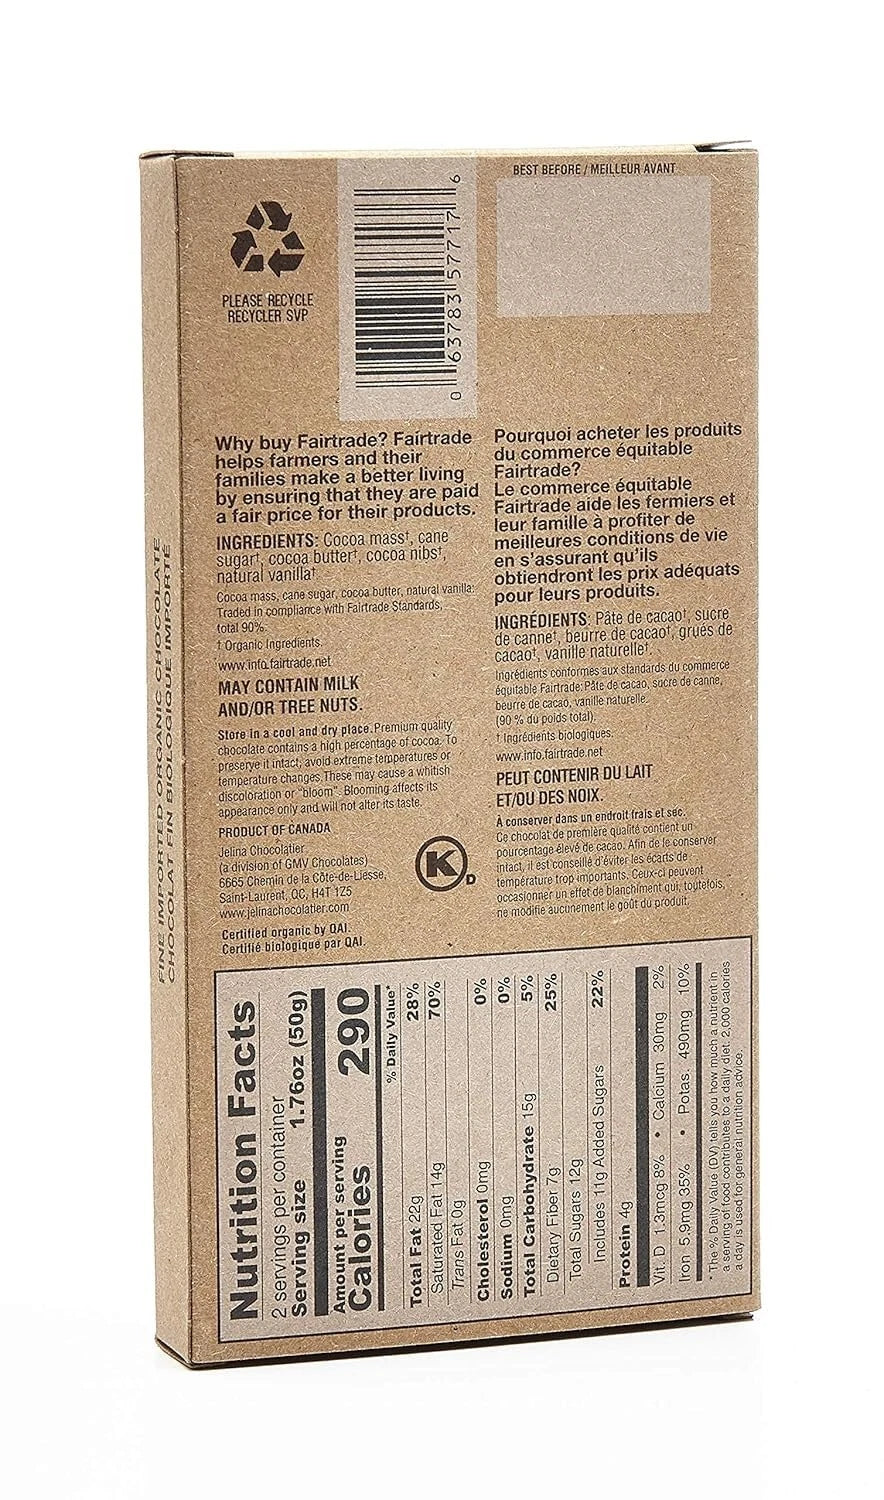 PLEASE RECYCLE
RECYCLER SVP
0 63783 57717 6
BEST BEFORE / MEILLEUR AVANT
Why buy Fairtrade? Fairtrade
helps farmers and their
families make a better living
by ensuring that they are paid
a fair price for their products.
INGREDIENTS: Cocoa mass†, cane
sugar†, cocoa butter†, cocoa nibs†,
natural vanilla†.
Cocoa mass, cane sugar, cocoa butter, natural vanilla:
Traded in compliance with Fairtrade Standards,
total 90%.
† Organic Ingredients.
www.info.fairtrade.net
MAY CONTAIN MILK
AND/OR TREE NUTS.
Store in a cool and dry place. Premium quality
chocolate contains a high percentage of cocoa. To
preserve it intact, avoid extreme temperatures or
temperature changes. These may cause a whitish
discoloration or "bloom". Blooming affects its
appearance only and will not alter its taste.
PRODUCT OF CANADA
Jelina Chocolatier
(a division of GMV Chocolates)
6665 Chemin de la Côte-de-Liesse,
Saint-Laurent, QC, H4T 1Z5
www.jelinachocolatier.com
Certified organic by QAI.
Certifié biologique par QAI.
K D
Pourquoi acheter les produits
du commerce équitable
Fairtrade?
Le commerce équitable
Fairtrade aide les fermiers et
leur famille à profiter de
meilleures conditions de vie
en s'assurant qu'ils
obtiendront les prix adéquats
pour leurs produits.
INGRÉDIENTS: Pâte de cacao†, sucre
de canne†, beurre de cacao†, grués de
cacao†, vanille naturelle†.
Ingrédients conformes aux standards du commerce
équitable Fairtrade: Pâte de cacao, sucre de canne,
beurre de cacao, vanille naturelle.
(90 % du poids total).
† Ingrédients biologiques.
www.info.fairtrade.net
PEUT CONTENIR DU LAIT
ET/OU DES NOIX.
À conserver dans un endroit frais et sec.
Ce chocolat de première qualité contient un
pourcentage élevé de cacao. Afin de le conserver
intact, il est conseillé d'éviter les écarts de
température trop importants. Ceux-ci peuvent
occasionner un effet de blanchiment qui, toutefois,
ne modifie aucunement le goût du produit.
FINE IMPORTED ORGANIC CHOCOLATE
CHOCOLAT FIN BIOLOGIQUE IMPORTÉ
Nutrition Facts
2 servings per container
Serving size 1.76oz (50g)
Amount per serving
Calories 290
% Daily Value*
Total Fat 22g 28%
Saturated Fat 14g 70%
Trans Fat 0g
Cholesterol 0mg 0%
Sodium 0mg 0%
Total Carbohydrate 15g 5%
Dietary Fiber 7g 25%
Total Sugars 12g
Includes 11g Added Sugars 22%
Protein 4g
Vit. D 1.3mcg 8% • Calcium 30mg 2%
Iron 5.9mg 35% • Potas. 490mg 10%
* The % Daily Value (DV) tells you how much a nutrient in
a serving of food contributes to a daily diet. 2,000 calories
a day is used for general nutrition advice.